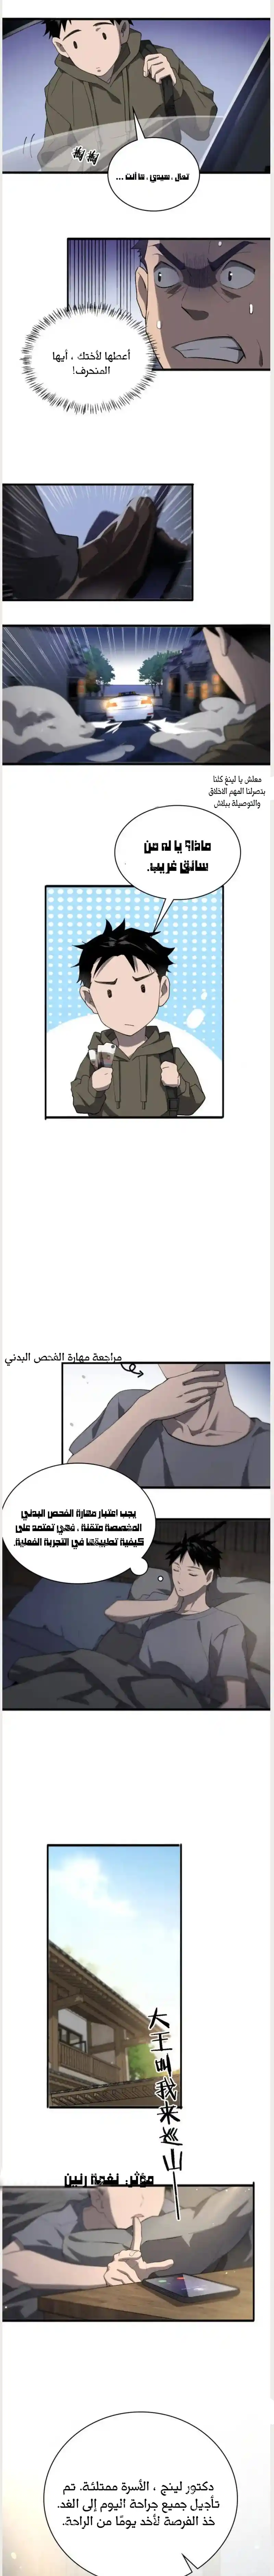 تعال ، سيدي ، ما أنت ...
أعطها لأختك ، أيها
المنحرف!
معلش يا لينغ كلنا
بنصرلنا المهم الاخلاق
والتوصيلة ببلاش
ماذا؟ يا له من
سائق غريب.
مراجعة مهارة الفحص البدني
يجب اعتبار مهارة الفحص البدني
المخصصة متقنة ، فهي تعتمد على
كيفية تطبيقها في التجربة الفعلية.
大王叫我来巡山
مؤثر: نغمة رنين
دكتور لينج ، الأسرة ممتلئة. تم
تأجيل جميع جراحة اليوم إلى الغد.
خذ الفرصة لأخد يومًا من الراحة.